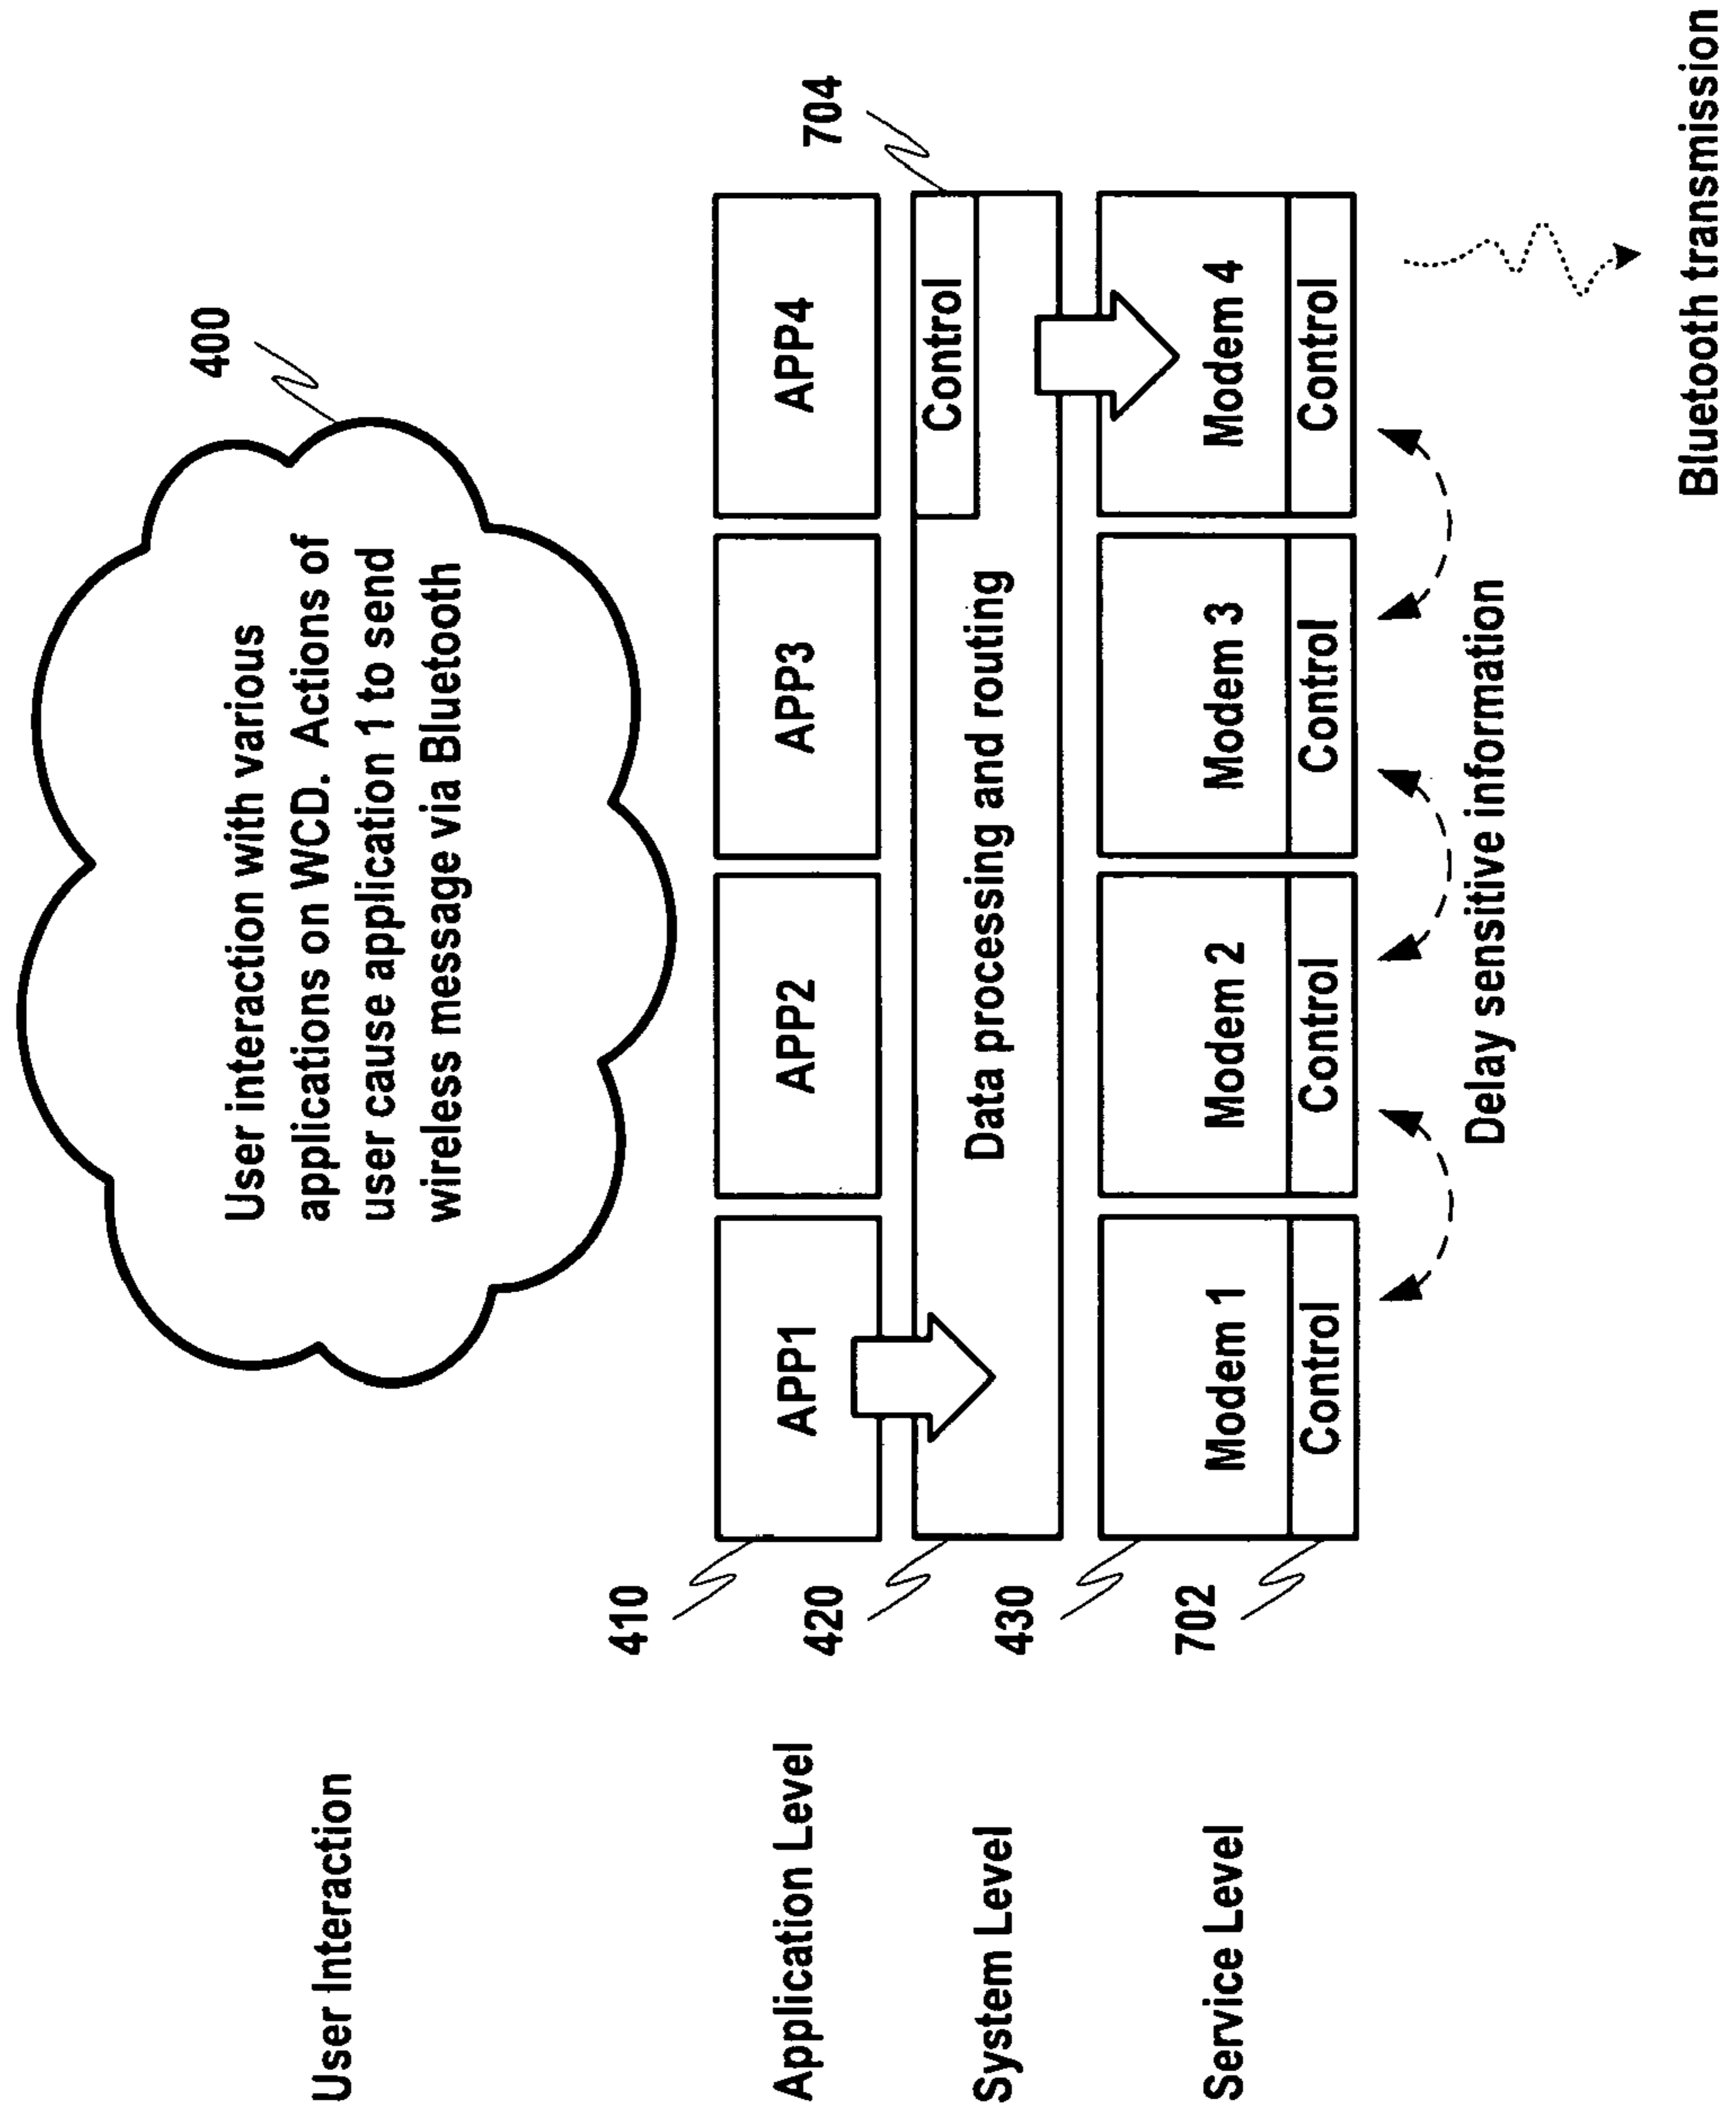 400
User interaction with various
applications on WCD. Actions of
user cause application 1 to send
wireless message via Bluetooth
User Interaction
410
APP1
APP2
APP3
APP4
Application Level
704
420
Control
Data processing and routing
System Level
430
Modem 1
Modem 2
Modem 3
Modem 4
Service Level
702
Control
Control
Control
Control
Delay sensitive information
Bluetooth transmission